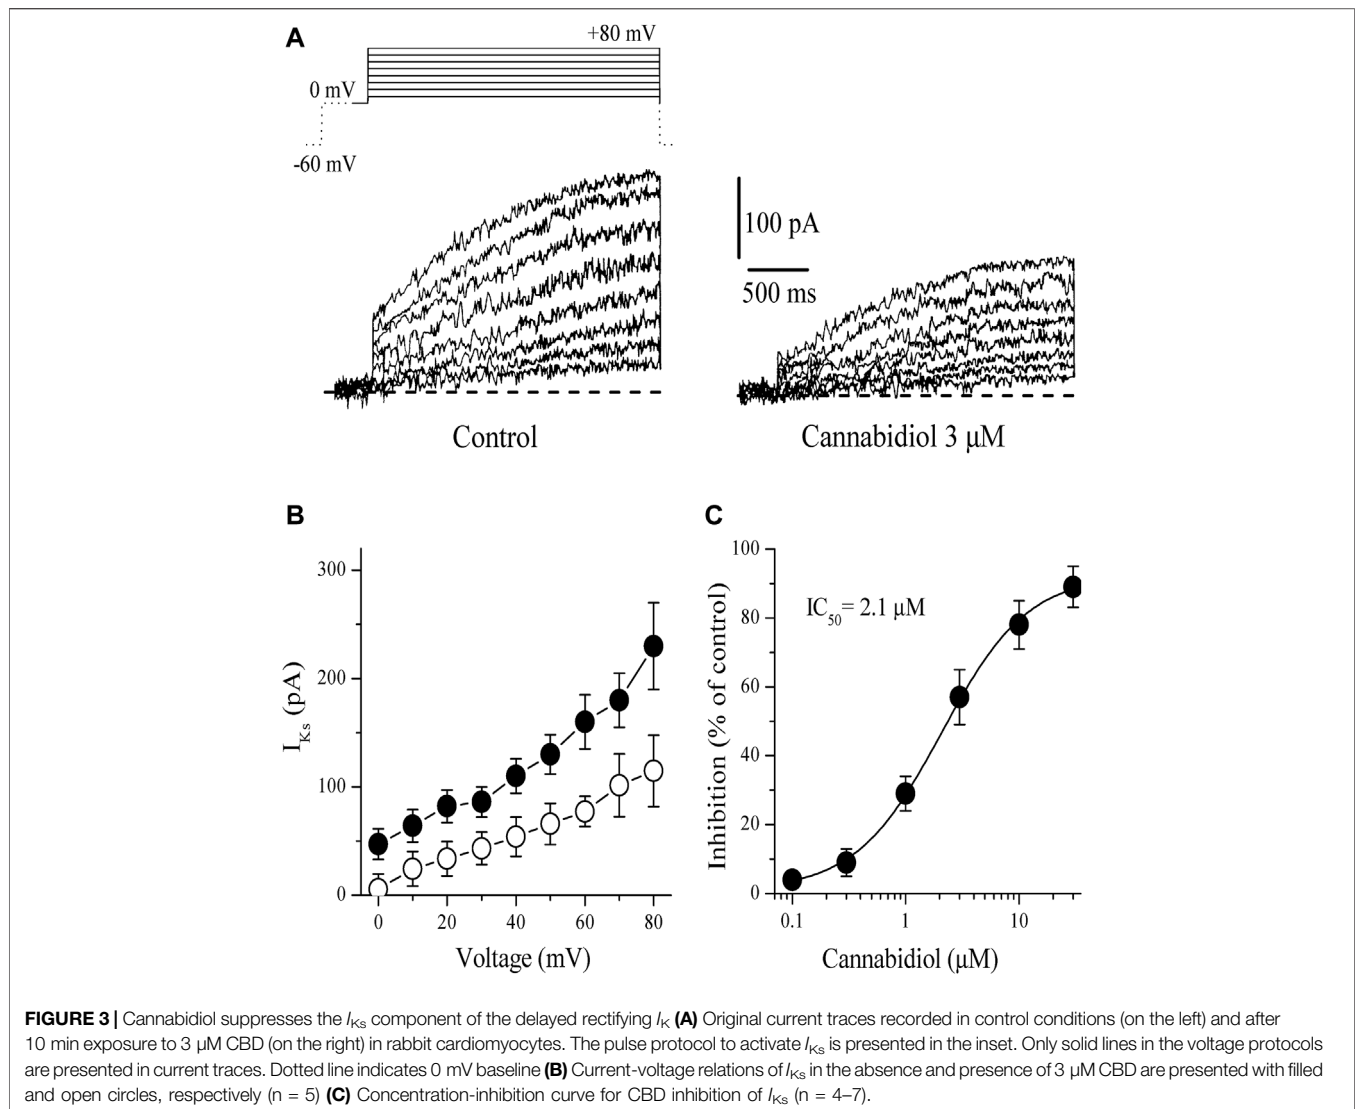 A
+80 mV
0 mV
-60 mV
100 pA
500 ms
Control
Cannabidiol 3 μM
B
300
200
100
0
I_Ks (pA)
0 20 40 60 80
Voltage (mV)
C
100
80
60
40
20
0
Inhibition (% of control)
IC50= 2.1 μM
0.1 1 10
Cannabidiol (μM)
FIGURE 3 | Cannabidiol suppresses the IKs component of the delayed rectifying IK (A) Original current traces recorded in control conditions (on the left) and after
10 min exposure to 3 μM CBD (on the right) in rabbit cardiomyocytes. The pulse protocol to activate IKs is presented in the inset. Only solid lines in the voltage protocols
are presented in current traces. Dotted line indicates 0 mV baseline (B) Current-voltage relations of IKs in the absence and presence of 3 μM CBD are presented with filled
and open circles, respectively (n = 5) (C) Concentration-inhibition curve for CBD inhibition of IKs (n = 4–7).